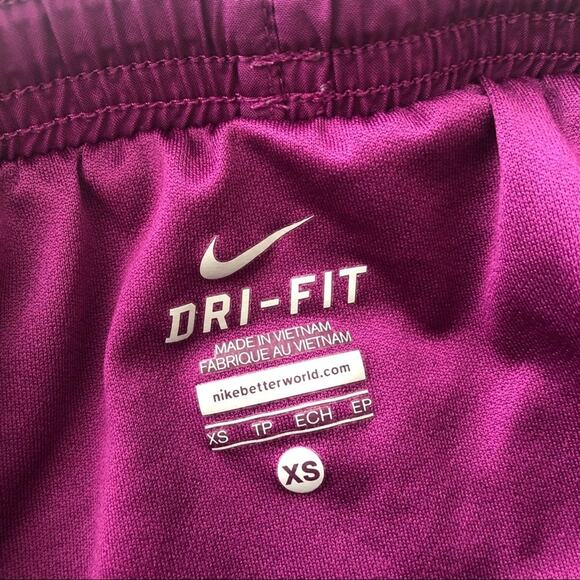 DRI-FIT
MADE IN VIETNAM
FABRIQUE AU VIETNAM
nikebetterworld.com
XS TP ECH EP
XS